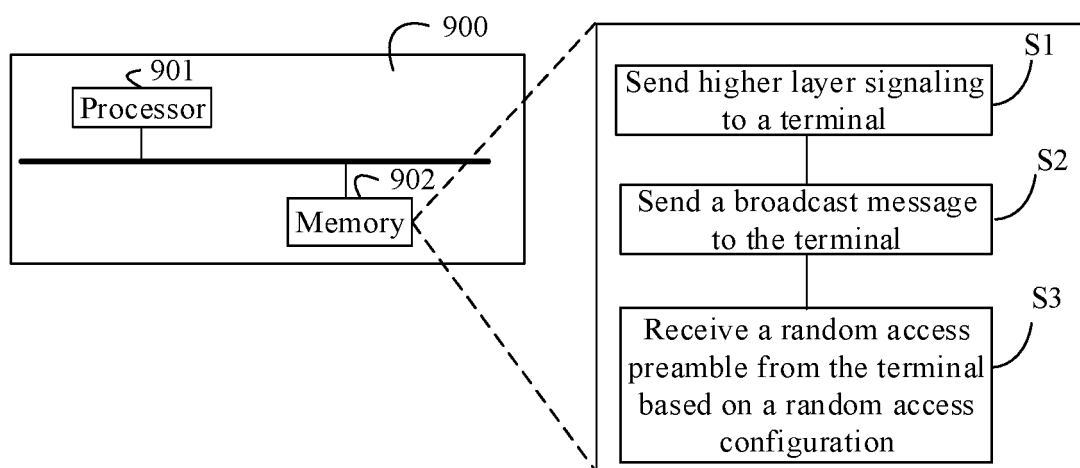 900
901
Processor
902
Memory
S1
Send higher layer signaling
to a terminal
S2
Send a broadcast message
to the terminal
S3
Receive a random access
preamble from the terminal
based on a random access
configuration